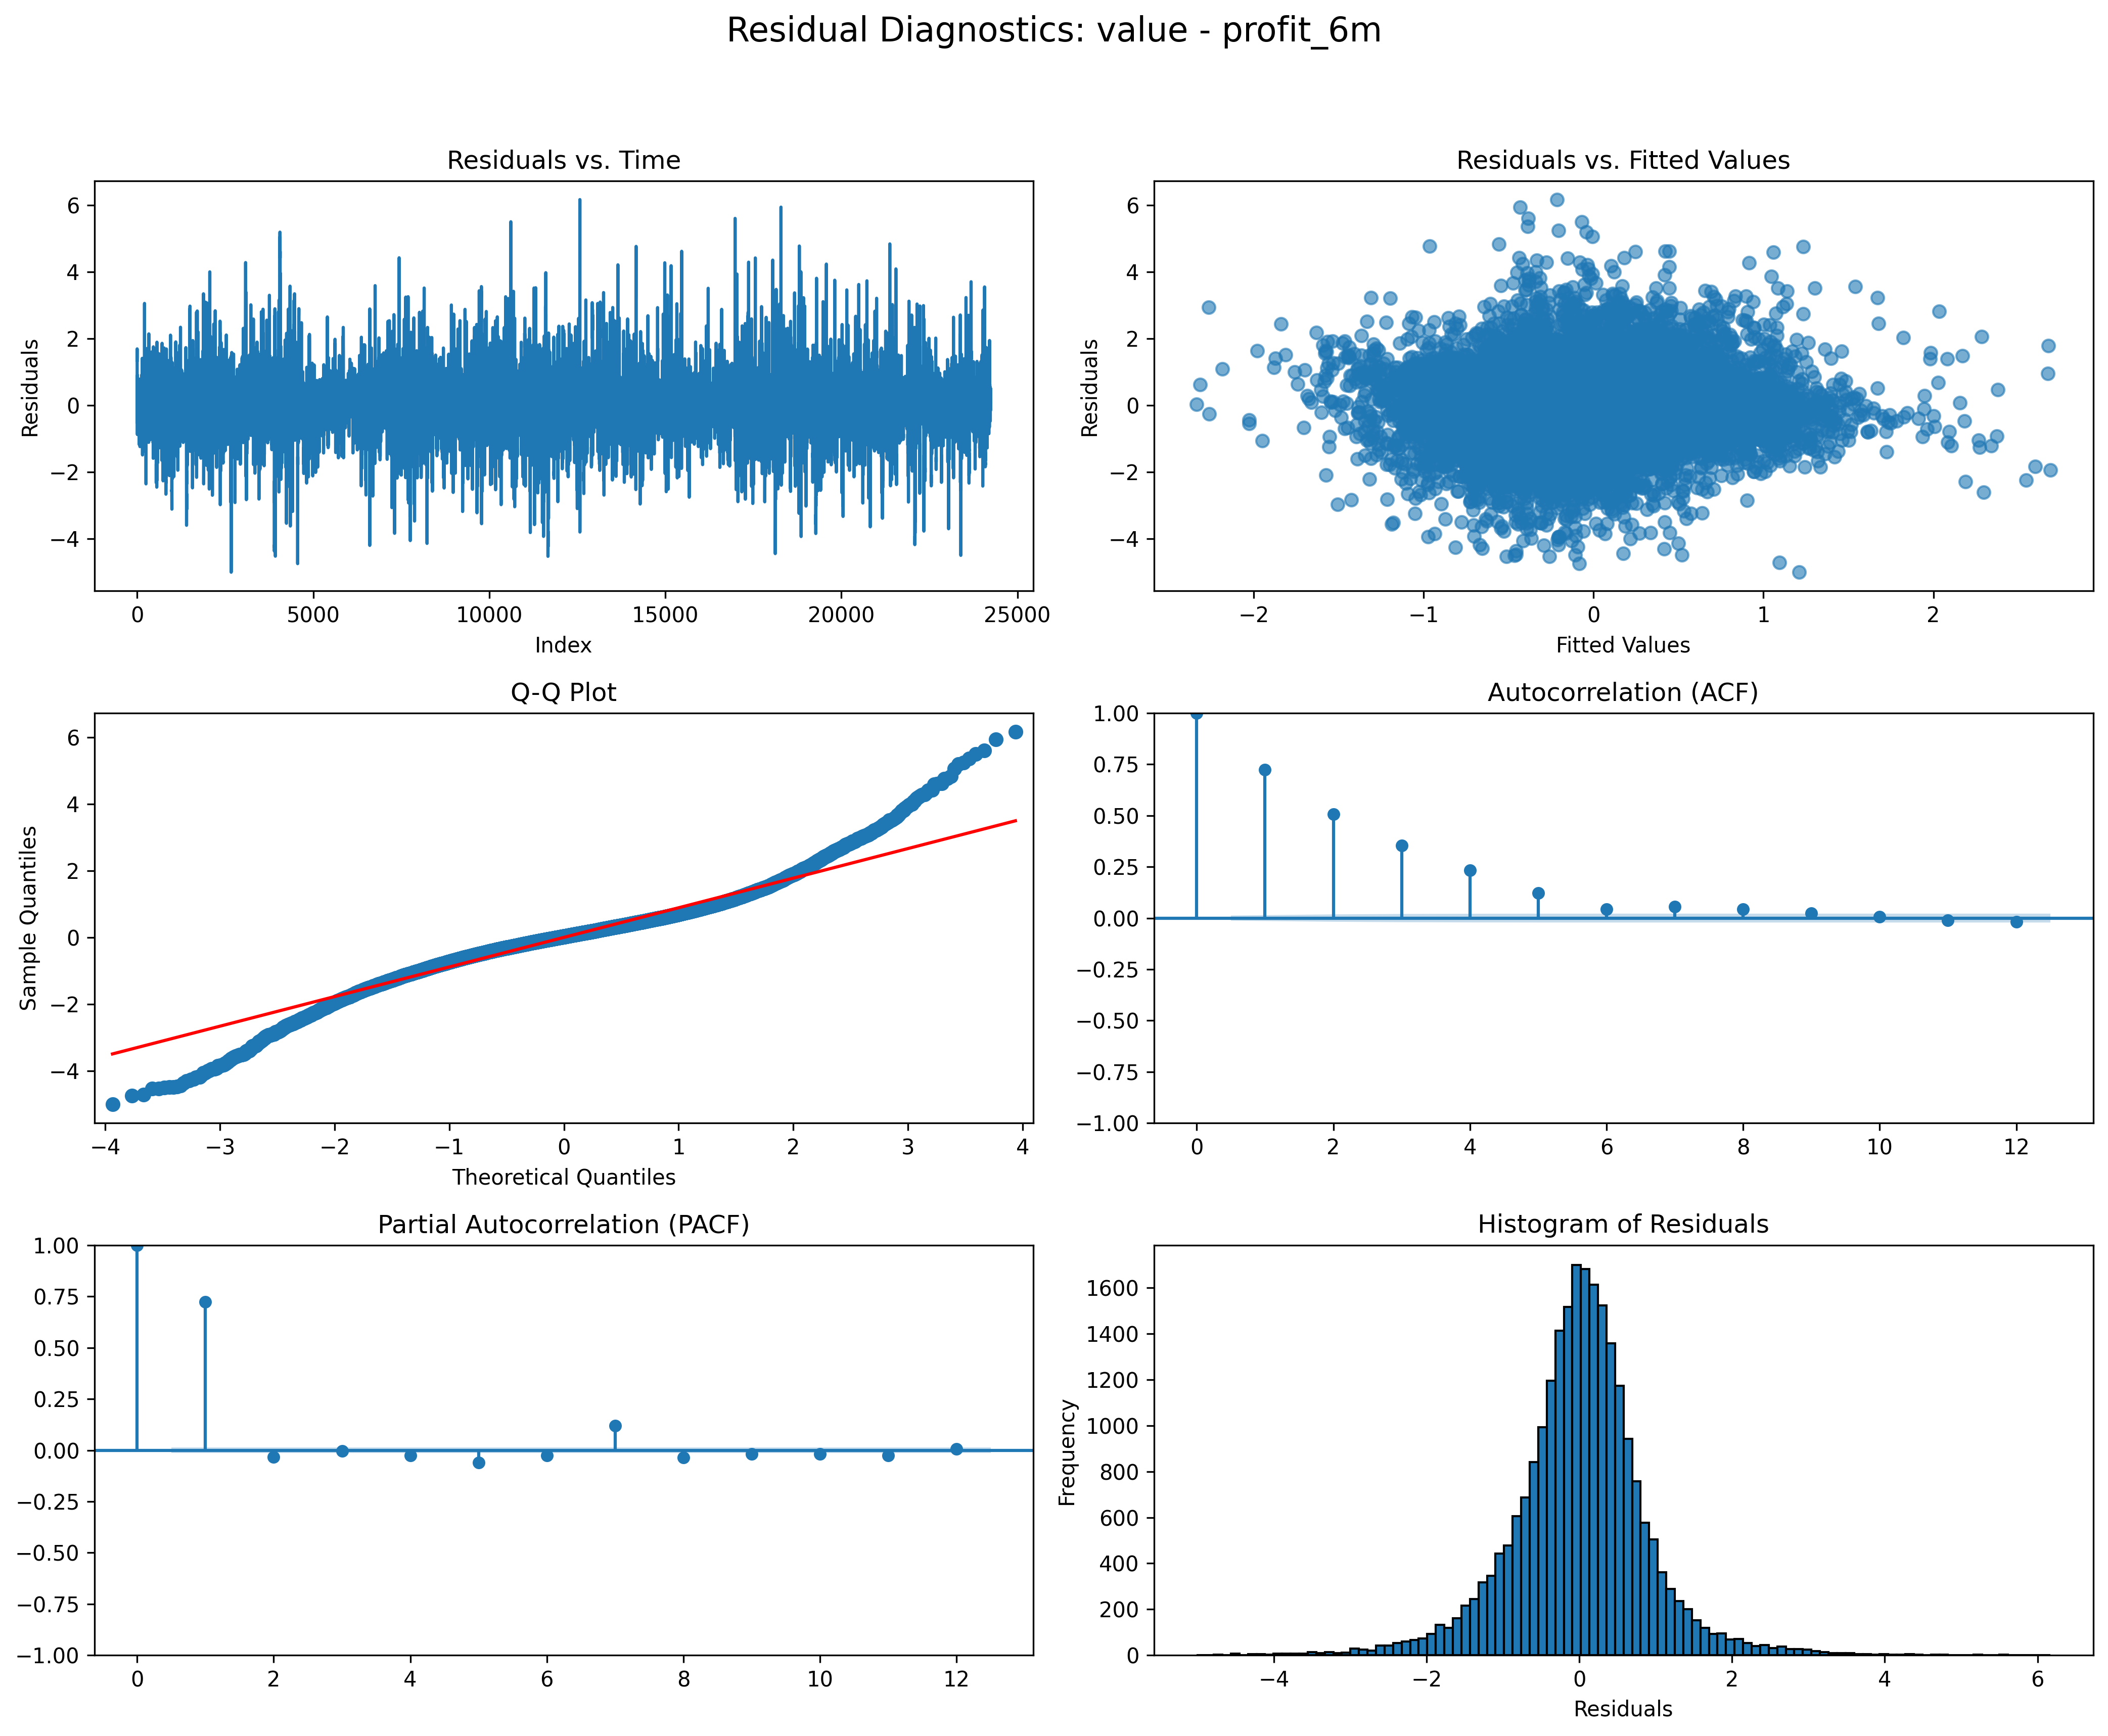 Residual Diagnostics: value - profit_6m
Residuals vs. Time
Residuals
6
4
2
0
−2
−4
0 5000 10000 15000 20000 25000
Index
Residuals vs. Fitted Values
Residuals
6
4
2
0
−2
−4
−2 −1 0 1 2
Fitted Values
Q-Q Plot
Sample Quantiles
6
4
2
0
−2
−4
−4 −3 −2 −1 0 1 2 3 4
Theoretical Quantiles
Autocorrelation (ACF)
1.00
0.75
0.50
0.25
0.00
−0.25
−0.50
−0.75
−1.00
0 2 4 6 8 10 12
Partial Autocorrelation (PACF)
1.00
0.75
0.50
0.25
0.00
−0.25
−0.50
−0.75
−1.00
0 2 4 6 8 10 12
Histogram of Residuals
Frequency
1600
1400
1200
1000
800
600
400
200
0
−4 −2 0 2 4 6
Residuals